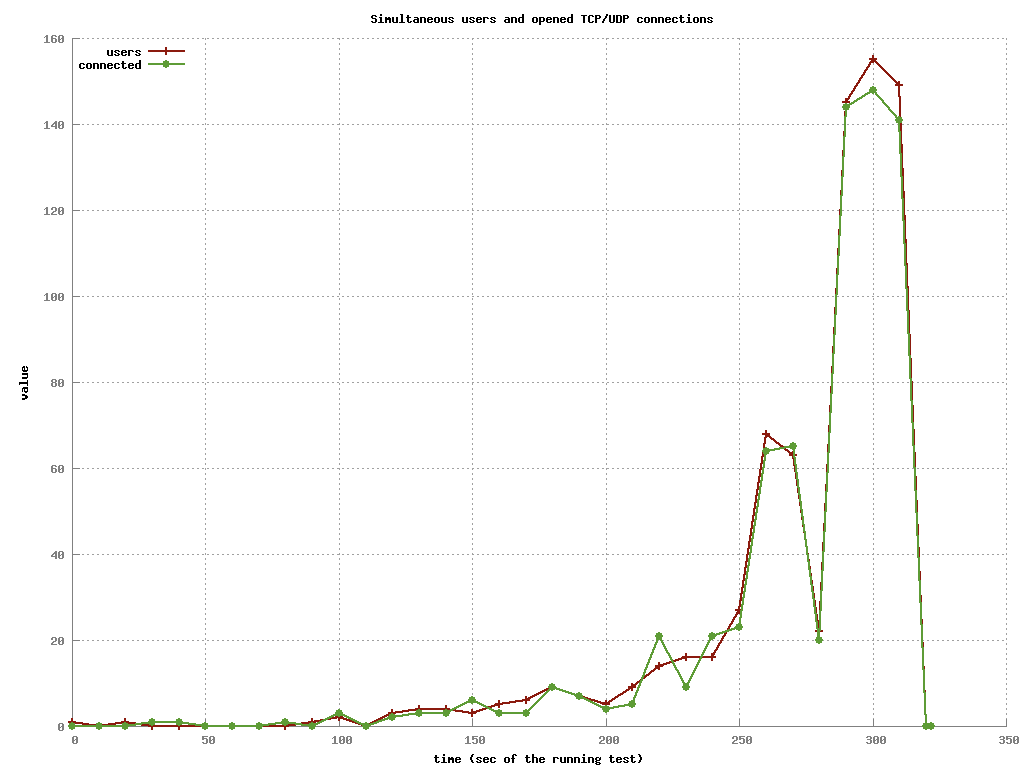 Simultaneous users and opened TCP/UDP connections
users
connected
160
140
120
100
80
60
40
20
0
value
0 50 100 150 200 250 300 350
time (sec of the running test)